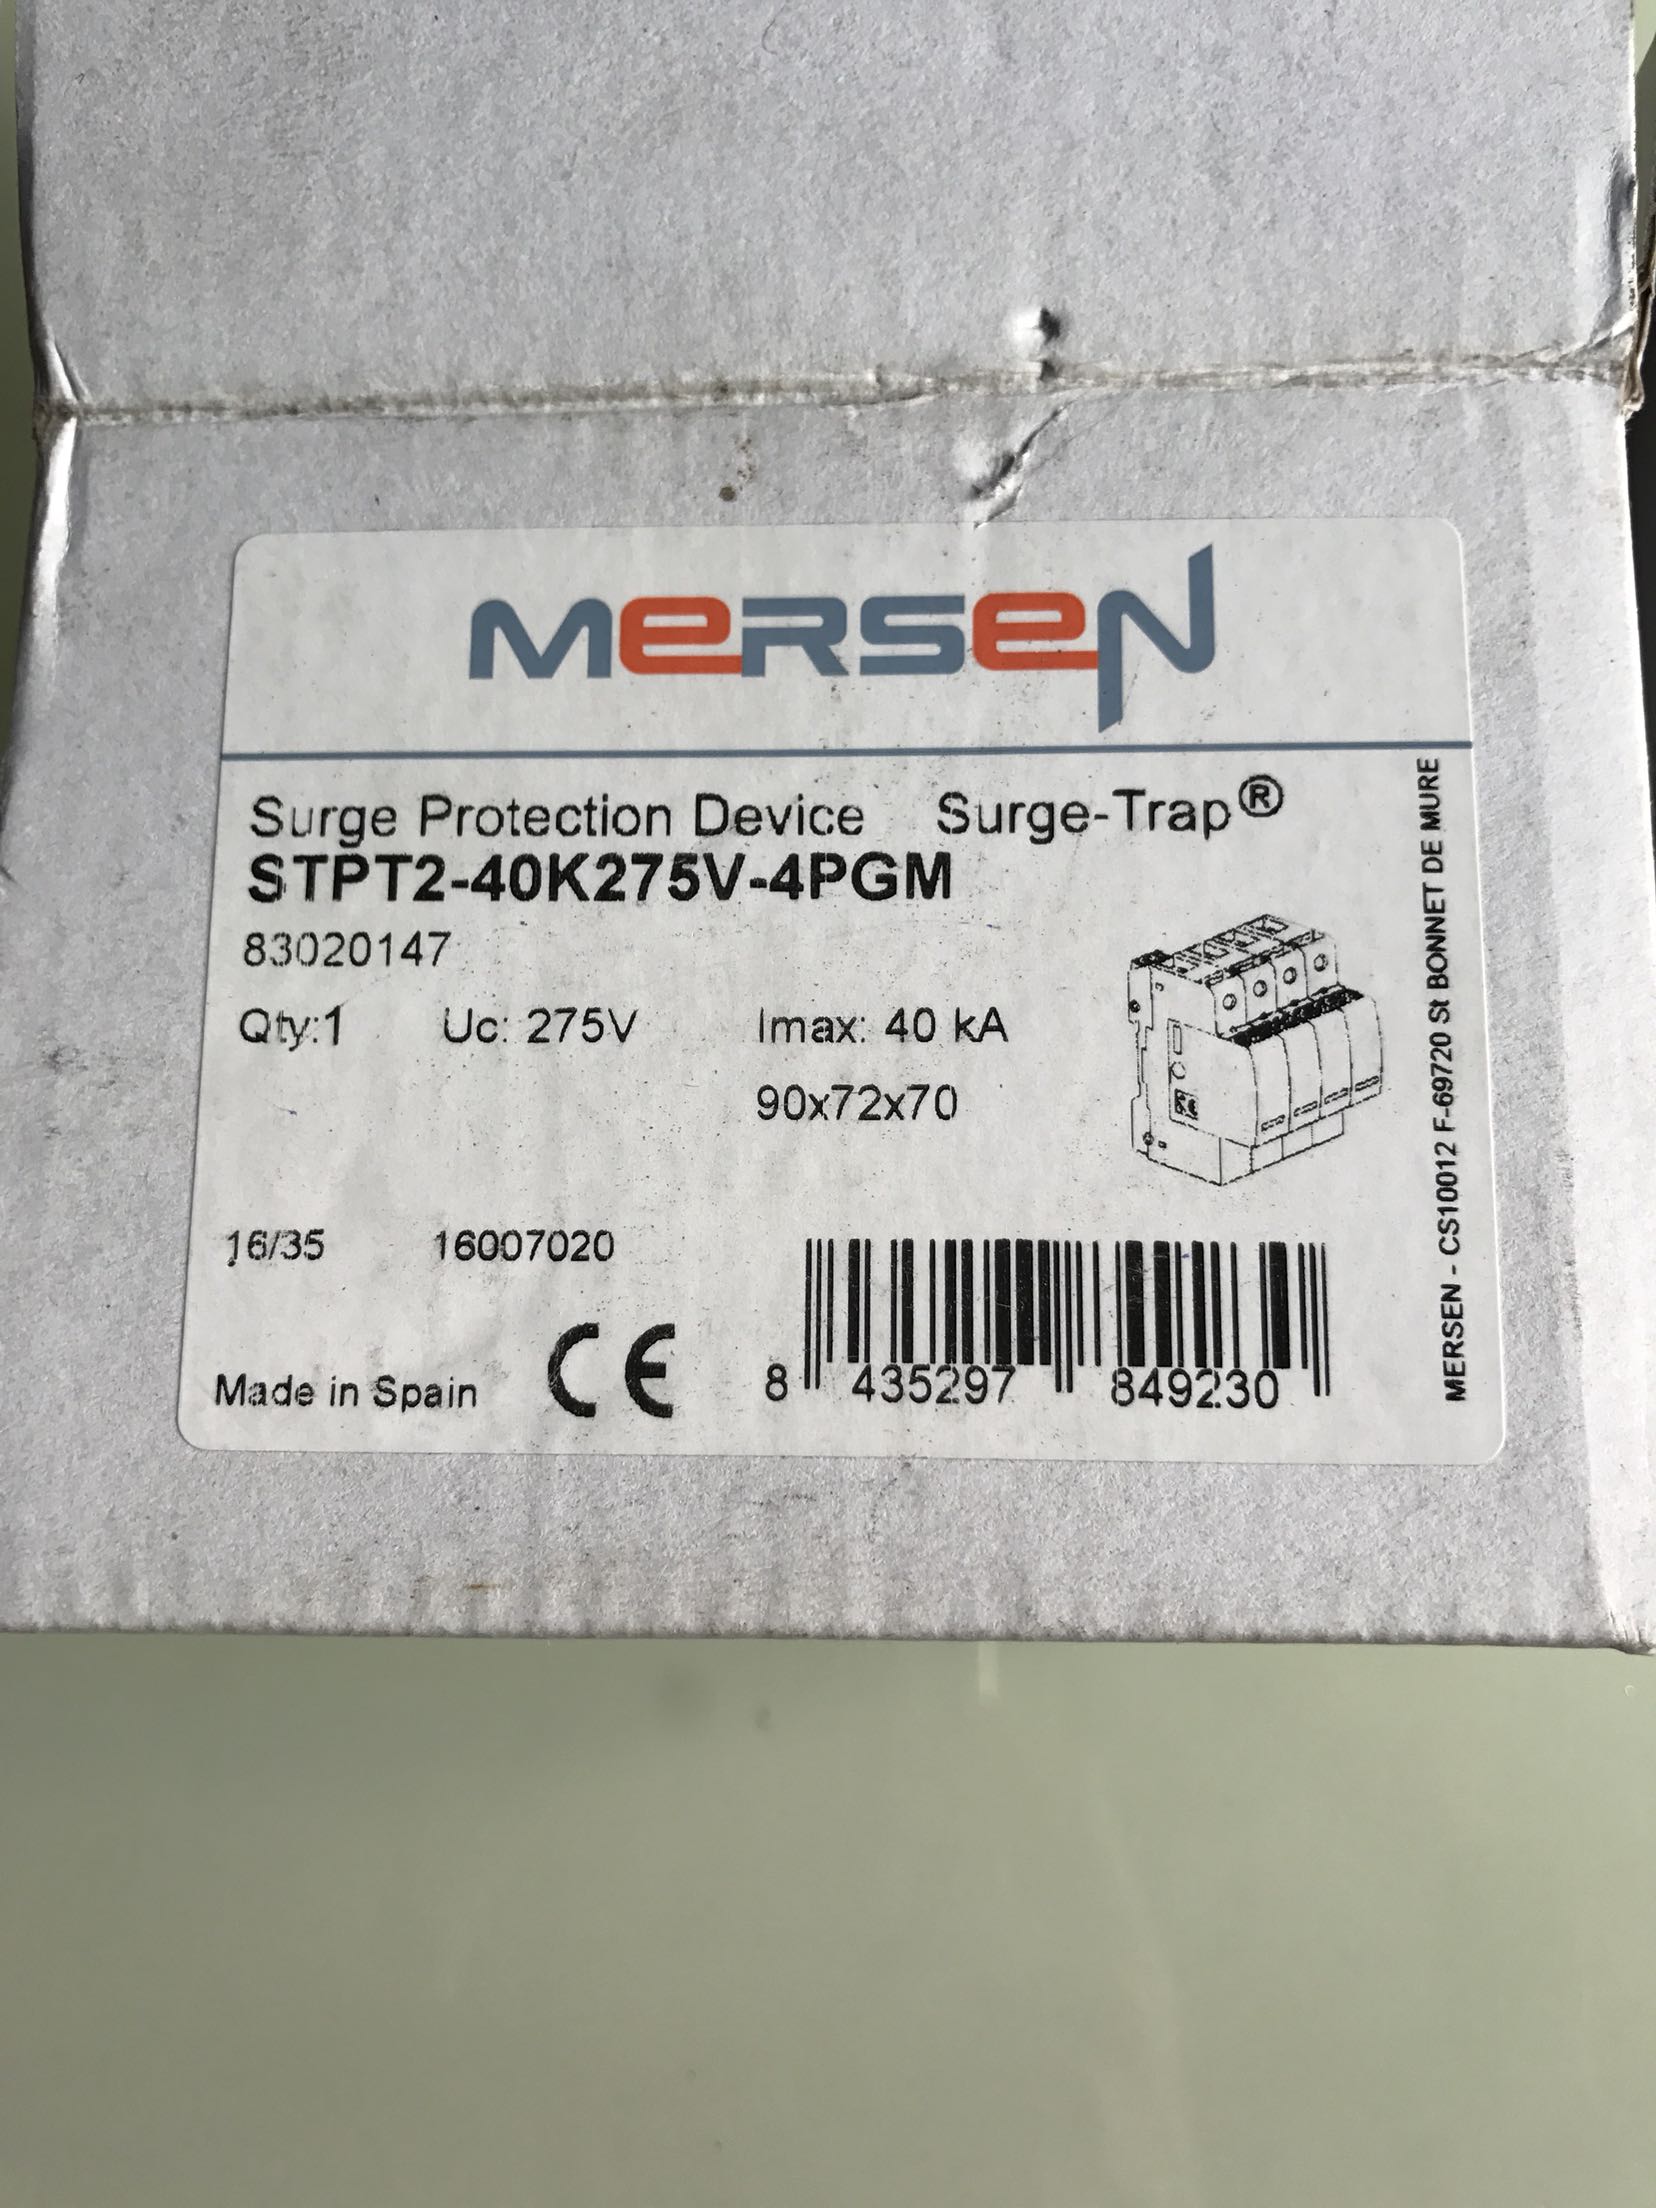 MERSEN
Surge Protection Device Surge-Trap®
STPT2-40K275V-4PGM
83020147
Qty:1 Uc: 275V Imax: 40 kA
90x72x70
16/35 16007020
Made in Spain CE
8 435297 849230
MERSEN - CS10012 F-69720 St BONNET DE MURE